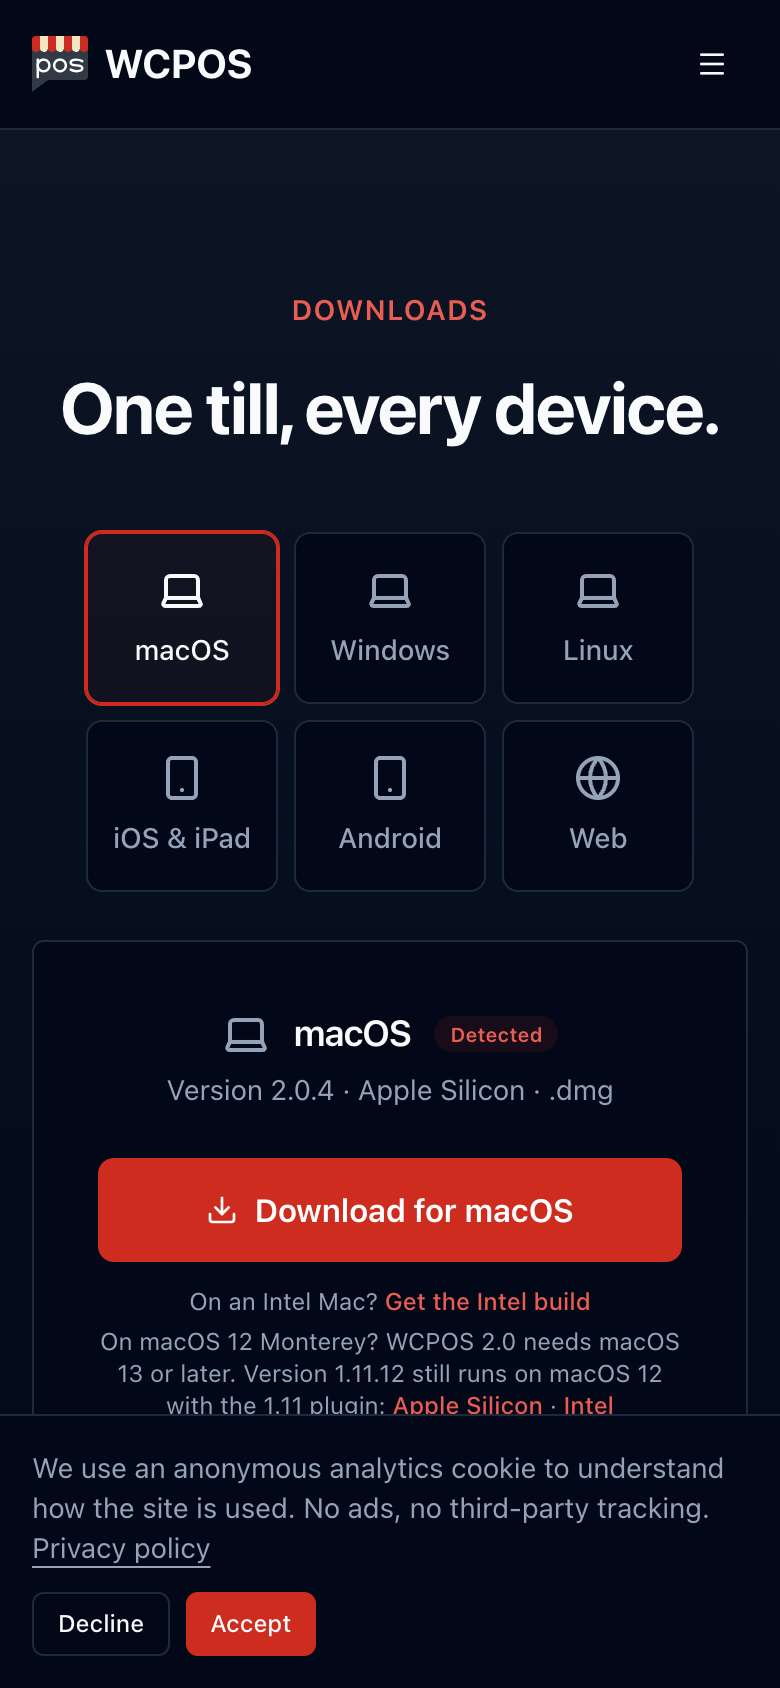 pos WCPOS
DOWNLOADS
One till, every device.
macOS
Windows
Linux
iOS & iPad
Android
Web
macOS Detected
Version 2.0.4 · Apple Silicon · .dmg
Download for macOS
On an Intel Mac? Get the Intel build
On macOS 12 Monterey? WCPOS 2.0 needs macOS
13 or later. Version 1.11.12 still runs on macOS 12
with the 1.11 plugin: Apple Silicon · Intel
We use an anonymous analytics cookie to understand
how the site is used. No ads, no third-party tracking.
Privacy policy
Decline
Accept